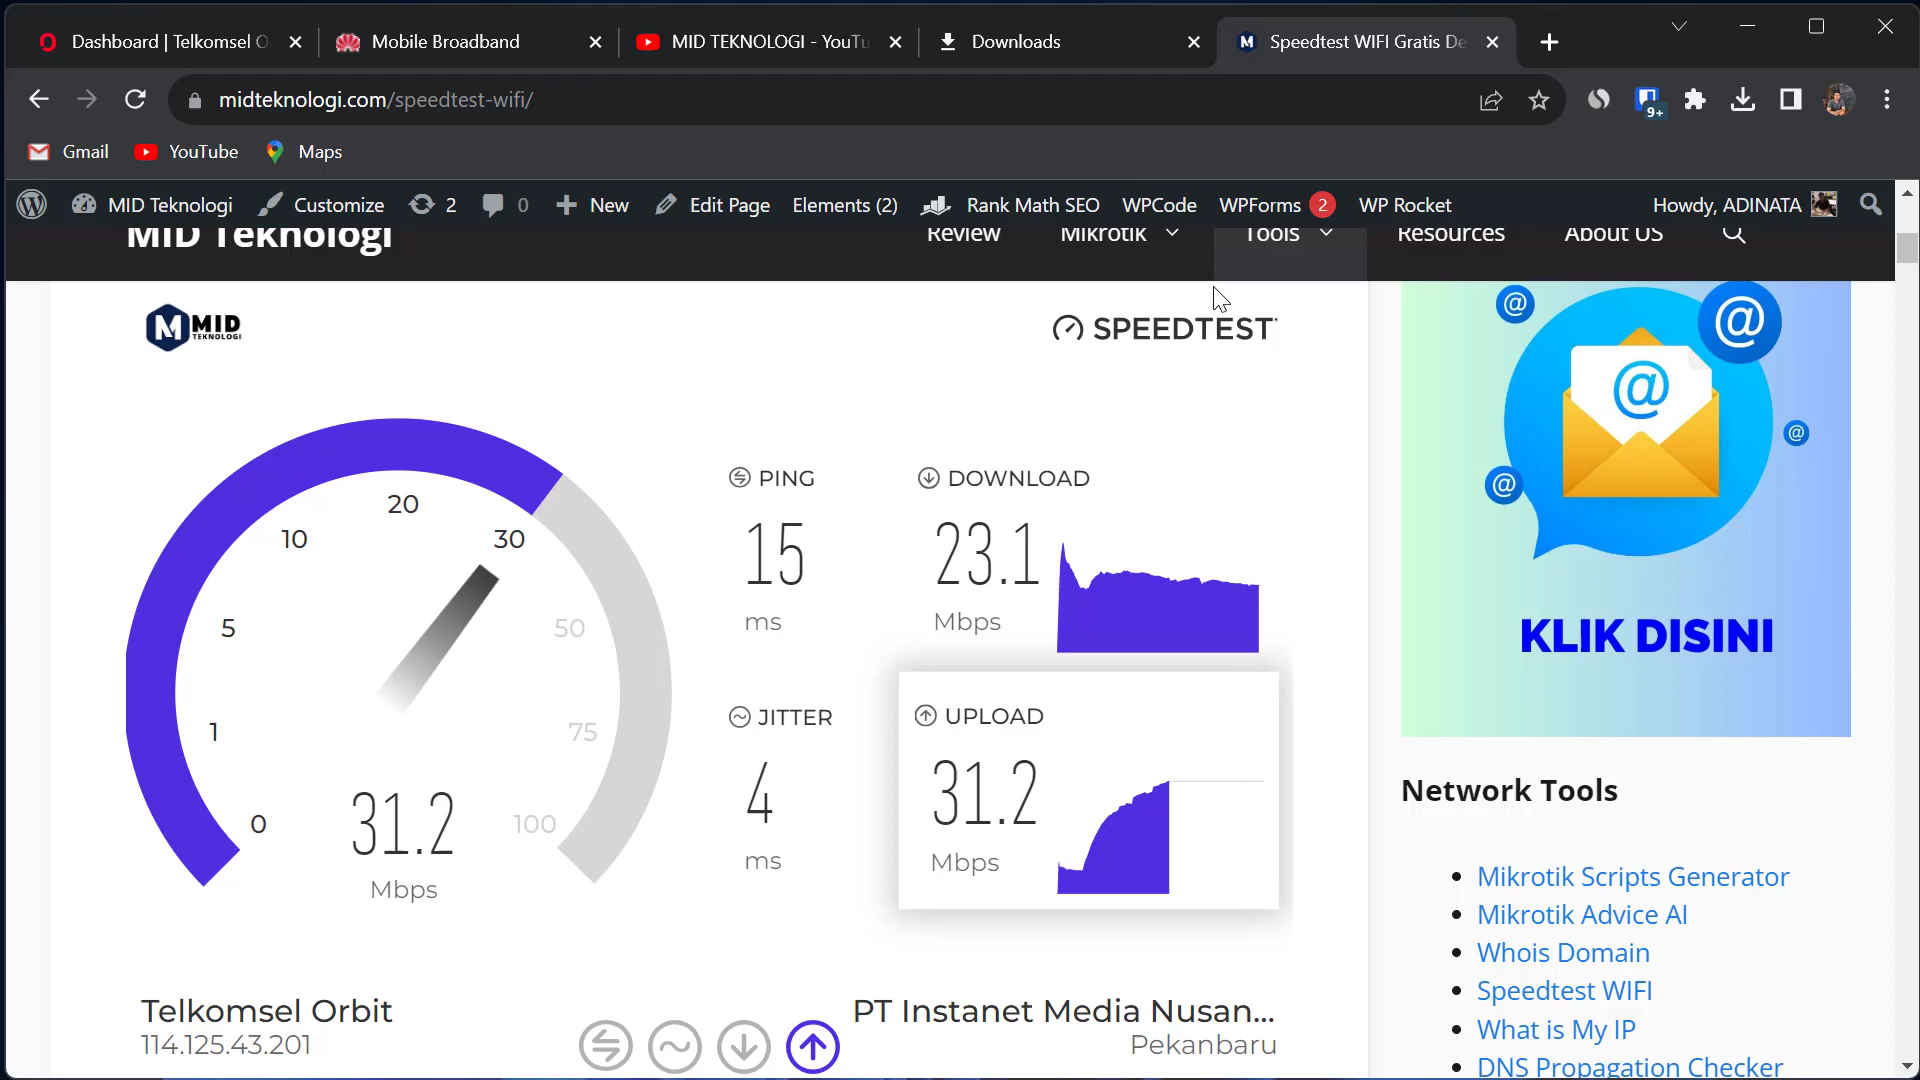 Dashboard | Telkomsel O
Mobile Broadband
MID TEKNOLOGI - YouTu
Downloads
M Speedtest WIFI Gratis De
midteknologi.com/speedtest-wifi/
9+
Gmail
YouTube
Maps
MID Teknologi
Customize
2
0
New
Edit Page
Elements (2)
Rank Math SEO
WPCode
WPForms 2
WP Rocket
Howdy, ADINATA
MID Teknologi
Review
Mikrotik
Tools
Resources
About US
M MID
TEKNOLOGI
SPEEDTEST
20
10
30
5
50
1
75
0
100
31.2
Mbps
PING
15
ms
DOWNLOAD
23.1
Mbps
JITTER
4
ms
UPLOAD
31.2
Mbps
Telkomsel Orbit
114.125.43.201
PT Instanet Media Nusan...
Pekanbaru
@
@
@
@
@
KLIK DISINI
Network Tools
Mikrotik Scripts Generator
Mikrotik Advice AI
Whois Domain
Speedtest WIFI
What is My IP
DNS Propagation Checker